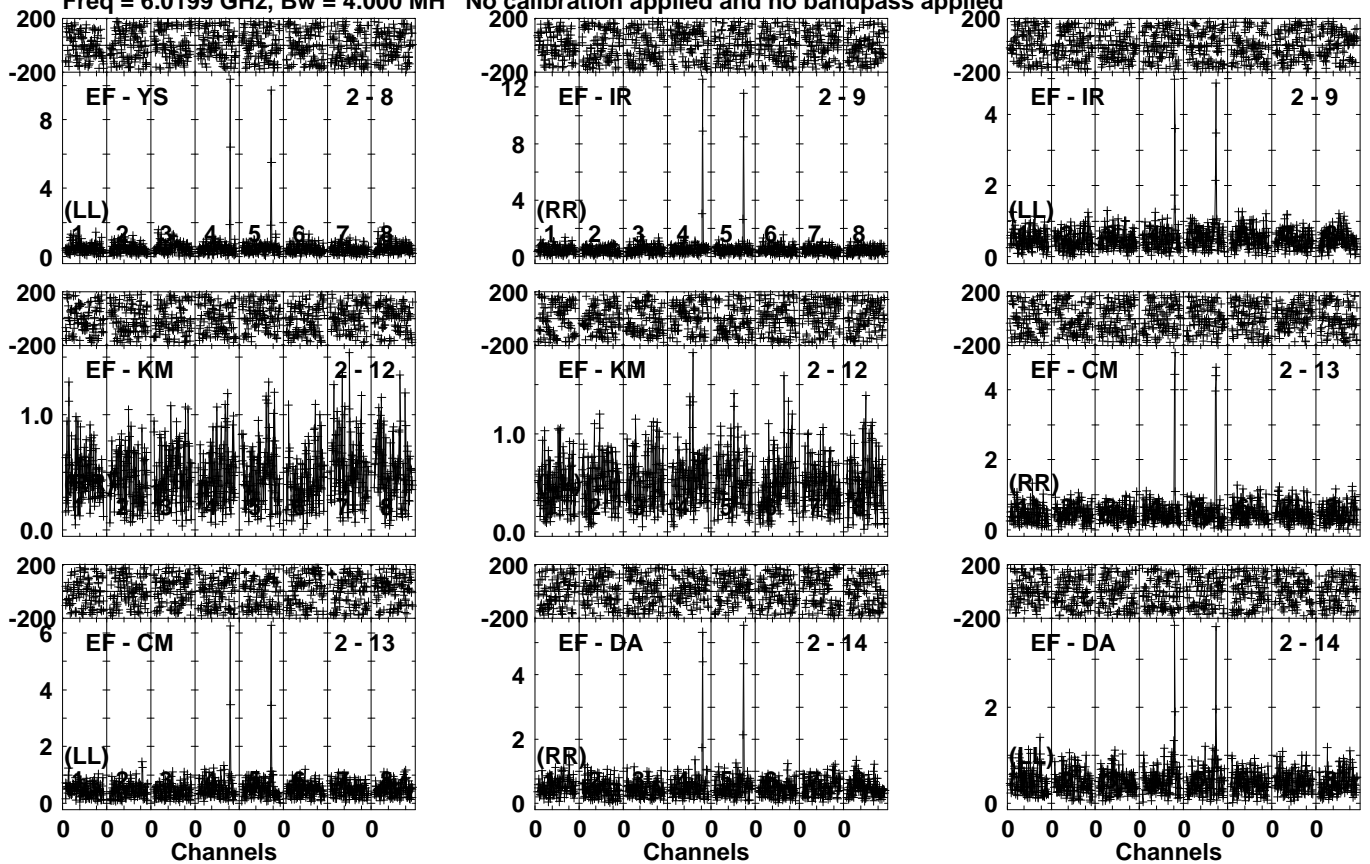 Freq = 6.0199 GHz, Bw = 4.000 MH No calibration applied and no bandpass applied
200 200 200
-200 -200 -200
EF - YS 2 - 8 12 EF - IR 2 - 9 EF - IR 2 - 9
8 8 4
4 4 2
(LL) (RR) (LL)
1 2 3 4 5 6 7 8 1 2 3 4 5 6 7 8
0 0 0
200 200 200
-200 -200 -200
EF - KM 2 - 12 EF - KM 2 - 12 EF - CM 2 - 13
1.0 1.0 4
2
(RR)
0.0 0.0 0
200 200 200
-200 -200 -200
6
EF - CM 2 - 13 EF - DA 2 - 14 EF - DA 2 - 14
4 4
2 2 2
(LL) (RR) (LL)
0 0 0
0 0 0 0 0 0 0 0 0 0 0 0 0 0 0 0 0 0 0 0 0 0 0 0
Channels Channels Channels